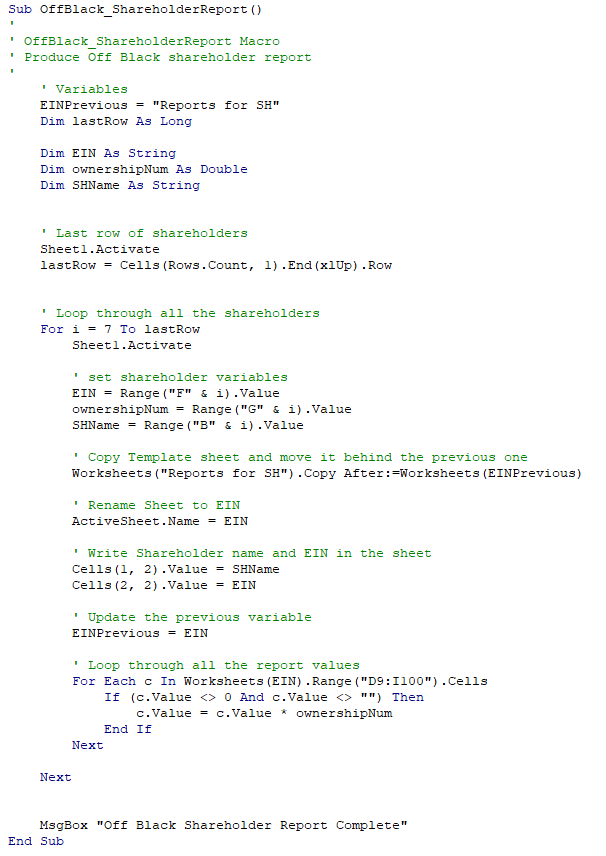 Sub OffBlack_ShareholderReport()
'
' OffBlack_ShareholderReport Macro
' Produce Off Black shareholder report
'
    ' Variables
    EINPrevious = "Reports for SH"
    Dim lastRow As Long

    Dim EIN As String
    Dim ownershipNum As Double
    Dim SHName As String


    ' Last row of shareholders
    Sheet1.Activate
    lastRow = Cells(Rows.Count, 1).End(xlUp).Row


    ' Loop through all the shareholders
    For i = 7 To lastRow
        Sheet1.Activate

        ' set shareholder variables
        EIN = Range("F" & i).Value
        ownershipNum = Range("G" & i).Value
        SHName = Range("B" & i).Value

        ' Copy Template sheet and move it behind the previous one
        Worksheets("Reports for SH").Copy After:=Worksheets(EINPrevious)

        ' Rename Sheet to EIN
        ActiveSheet.Name = EIN

        ' Write Shareholder name and EIN in the sheet
        Cells(1, 2).Value = SHName
        Cells(2, 2).Value = EIN

        ' Update the previous variable
        EINPrevious = EIN

        ' Loop through all the report values
        For Each c In Worksheets(EIN).Range("D9:I100").Cells
            If (c.Value <> 0 And c.Value <> "") Then
                c.Value = c.Value * ownershipNum
            End If
        Next

    Next


    MsgBox "Off Black Shareholder Report Complete"
End Sub